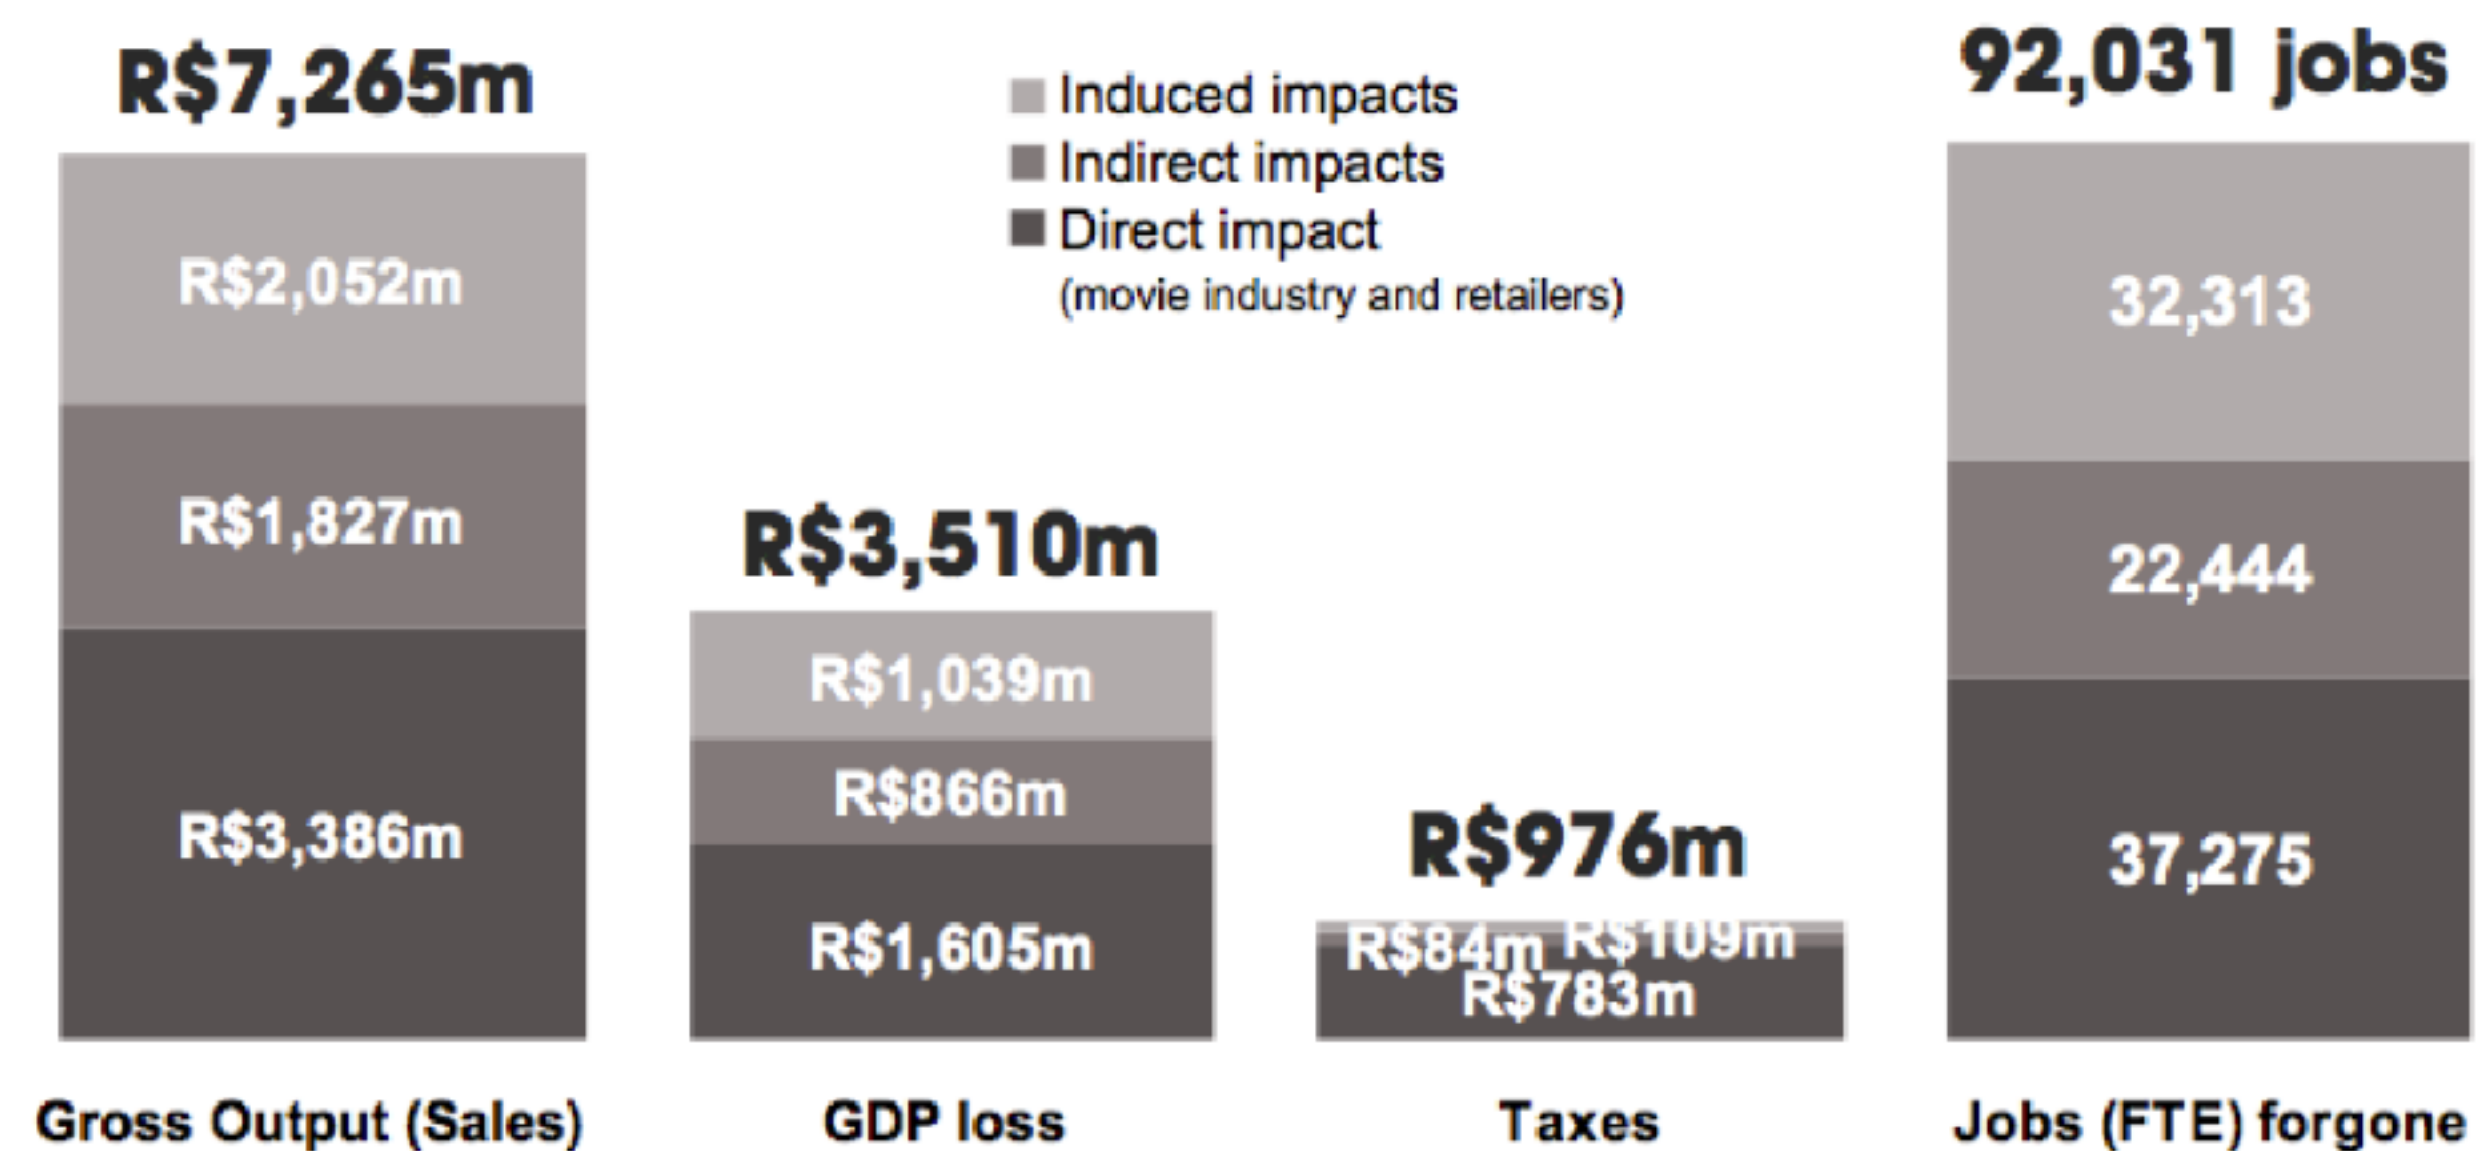 R$7,265m
R$2,052m
R$1,827m
R$3,386m
Gross Output (Sales)
Induced impacts
Indirect impacts
Direct impact
(movie industry and retailers)
R$3,510m
R$1,039m
R$866m
R$1,605m
GDP loss
R$976m
R$84m R$109m
R$783m
Taxes
92,031 jobs
32,313
22,444
37,275
Jobs (FTE) forgone